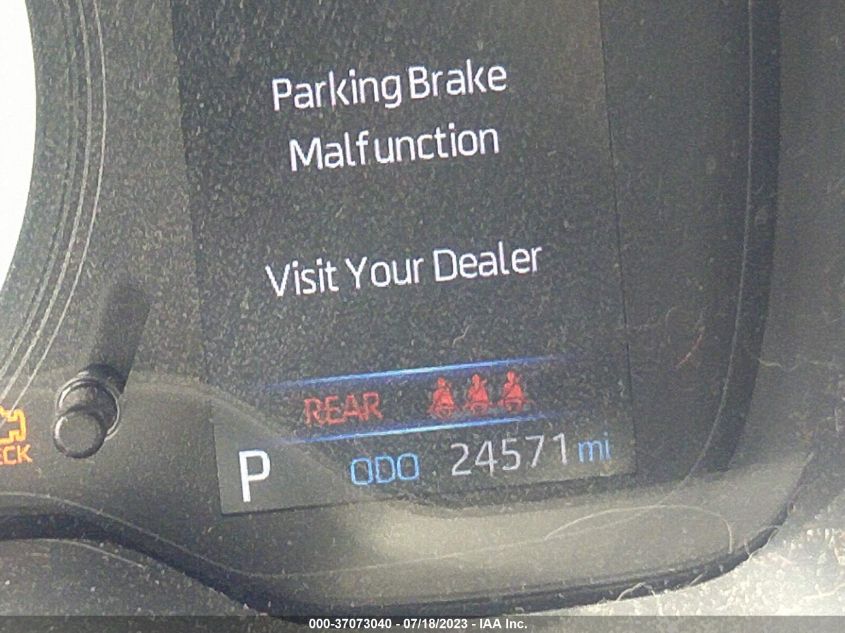 Parking Brake
Malfunction
Visit Your Dealer
REAR
P ODO 24571 mi
000-37073040 - 07/18/2023 - IAA Inc.